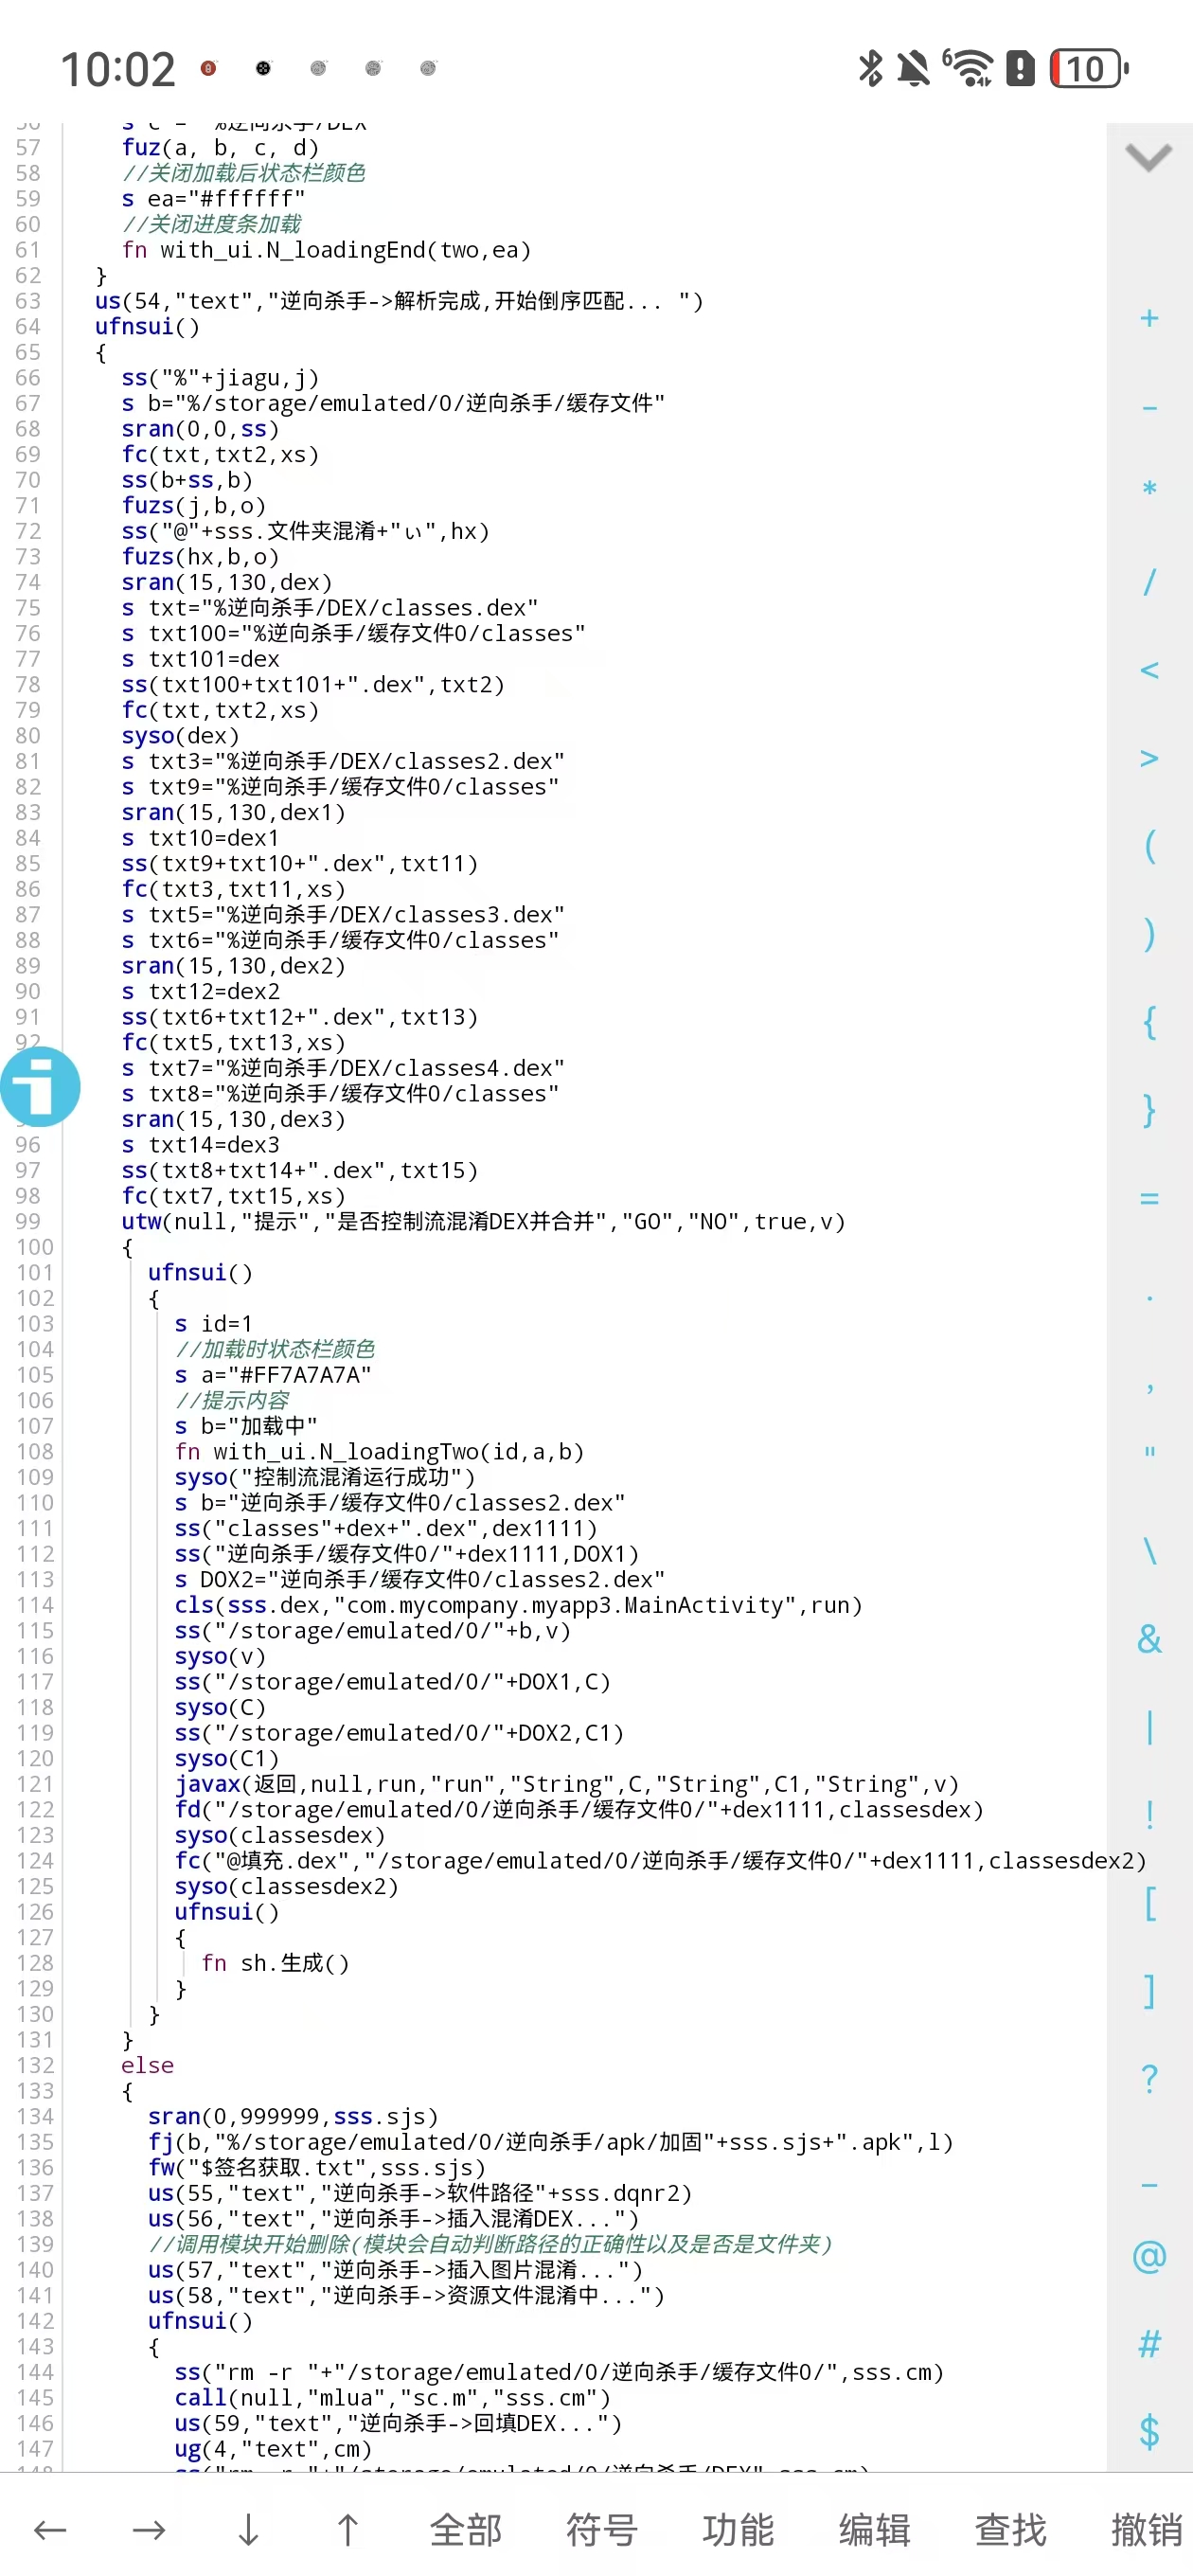 10:02
6
10
57 fuz(a, b, c, d)
58 //关闭加载后状态栏颜色
59 s ea="#ffffff"
60 //关闭进度条加载
61 fn with_ui.N_loadingEnd(two,ea)
62 }
63 us(54,"text","逆向杀手->解析完成,开始倒序匹配... ")
64 ufnsui()
65 {
66 ss("%"+jiagu,j)
67 s b="%/storage/emulated/0/逆向杀手/缓存文件"
68 sran(0,0,ss)
69 fc(txt,txt2,xs)
70 ss(b+ss,b)
71 fuzs(j,b,o)
72 ss("@"+sss.文件夹混淆+"ぃ",hx)
73 fuzs(hx,b,o)
74 sran(15,130,dex)
75 s txt="%逆向杀手/DEX/classes.dex"
76 s txt100="%逆向杀手/缓存文件0/classes"
77 s txt101=dex
78 ss(txt100+txt101+".dex",txt2)
79 fc(txt,txt2,xs)
80 syso(dex)
81 s txt3="%逆向杀手/DEX/classes2.dex"
82 s txt9="%逆向杀手/缓存文件0/classes"
83 sran(15,130,dex1)
84 s txt10=dex1
85 ss(txt9+txt10+".dex",txt11)
86 fc(txt3,txt11,xs)
87 s txt5="%逆向杀手/DEX/classes3.dex"
88 s txt6="%逆向杀手/缓存文件0/classes"
89 sran(15,130,dex2)
90 s txt12=dex2
91 ss(txt6+txt12+".dex",txt13)
92 fc(txt5,txt13,xs)
s txt7="%逆向杀手/DEX/classes4.dex"
s txt8="%逆向杀手/缓存文件0/classes"
sran(15,130,dex3)
96 s txt14=dex3
97 ss(txt8+txt14+".dex",txt15)
98 fc(txt7,txt15,xs)
99 utw(null,"提示","是否控制流混淆DEX并合并","GO","NO",true,v)
100 {
101 ufnsui()
102 {
103 s id=1
104 //加载时状态栏颜色
105 s a="#FF7A7A7A"
106 //提示内容
107 s b="加载中"
108 fn with_ui.N_loadingTwo(id,a,b)
109 syso("控制流混淆运行成功")
110 s b="逆向杀手/缓存文件0/classes2.dex"
111 ss("classes"+dex+".dex",dex1111)
112 ss("逆向杀手/缓存文件0/"+dex1111,DOX1)
113 s DOX2="逆向杀手/缓存文件0/classes2.dex"
114 cls(sss.dex,"com.mycompany.myapp3.MainActivity",run)
115 ss("/storage/emulated/0/"+b,v)
116 syso(v)
117 ss("/storage/emulated/0/"+DOX1,C)
118 syso(C)
119 ss("/storage/emulated/0/"+DOX2,C1)
120 syso(C1)
121 javax(返回,null,run,"run","String",C,"String",C1,"String",v)
122 fd("/storage/emulated/0/逆向杀手/缓存文件0/"+dex1111,classesdex)
123 syso(classesdex)
124 fc("@填充.dex","/storage/emulated/0/逆向杀手/缓存文件0/"+dex1111,classesdex2)
125 syso(classesdex2)
126 ufnsui()
127 {
128 fn sh.生成()
129 }
130 }
131 }
132 else
133 {
134 sran(0,999999,sss.sjs)
135 fj(b,"%/storage/emulated/0/逆向杀手/apk/加固"+sss.sjs+".apk",l)
136 fw("$签名获取.txt",sss.sjs)
137 us(55,"text","逆向杀手->软件路径"+sss.dqnr2)
138 us(56,"text","逆向杀手->插入混淆DEX...")
139 //调用模块开始删除(模块会自动判断路径的正确性以及是否是文件夹)
140 us(57,"text","逆向杀手->插入图片混淆...")
141 us(58,"text","逆向杀手->资源文件混淆中...")
142 ufnsui()
143 {
144 ss("rm -r "+"/storage/emulated/0/逆向杀手/缓存文件0/",sss.cm)
145 call(null,"mlua","sc.m","sss.cm")
146 us(59,"text","逆向杀手->回填DEX...")
147 ug(4,"text",cm)
+
-
*
/
<
>
(
)
{
}
=
.
,
"
\
&
|
!
[
]
?
_
@
#
$
← → ↓ ↑ 全部 符号 功能 编辑 查找 撤销